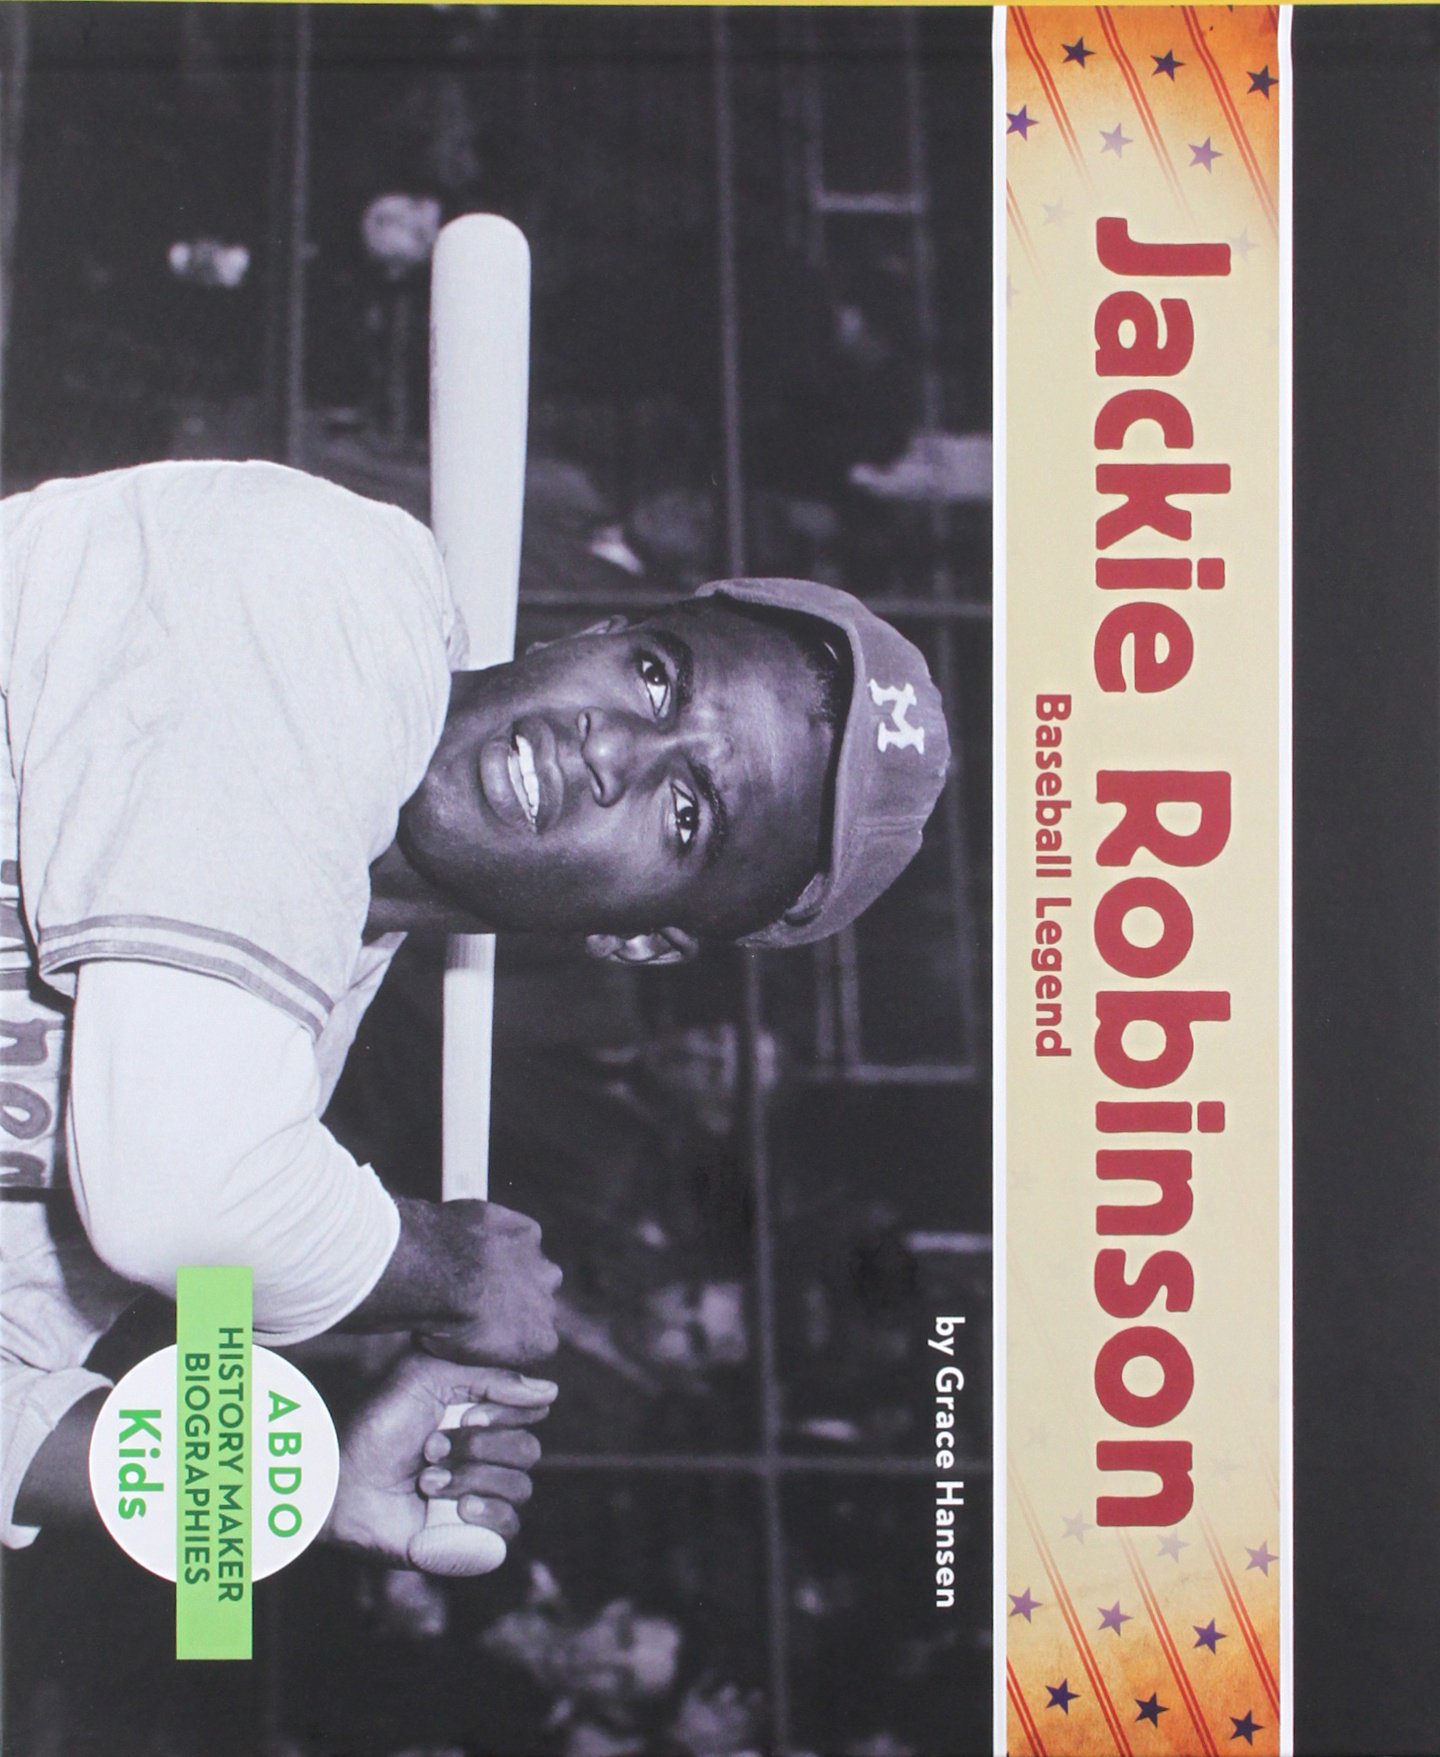 Jackie Robinson
Baseball Legend
by Grace Hansen
M
ABDO
HISTORY MAKER
BIOGRAPHIES
Kids